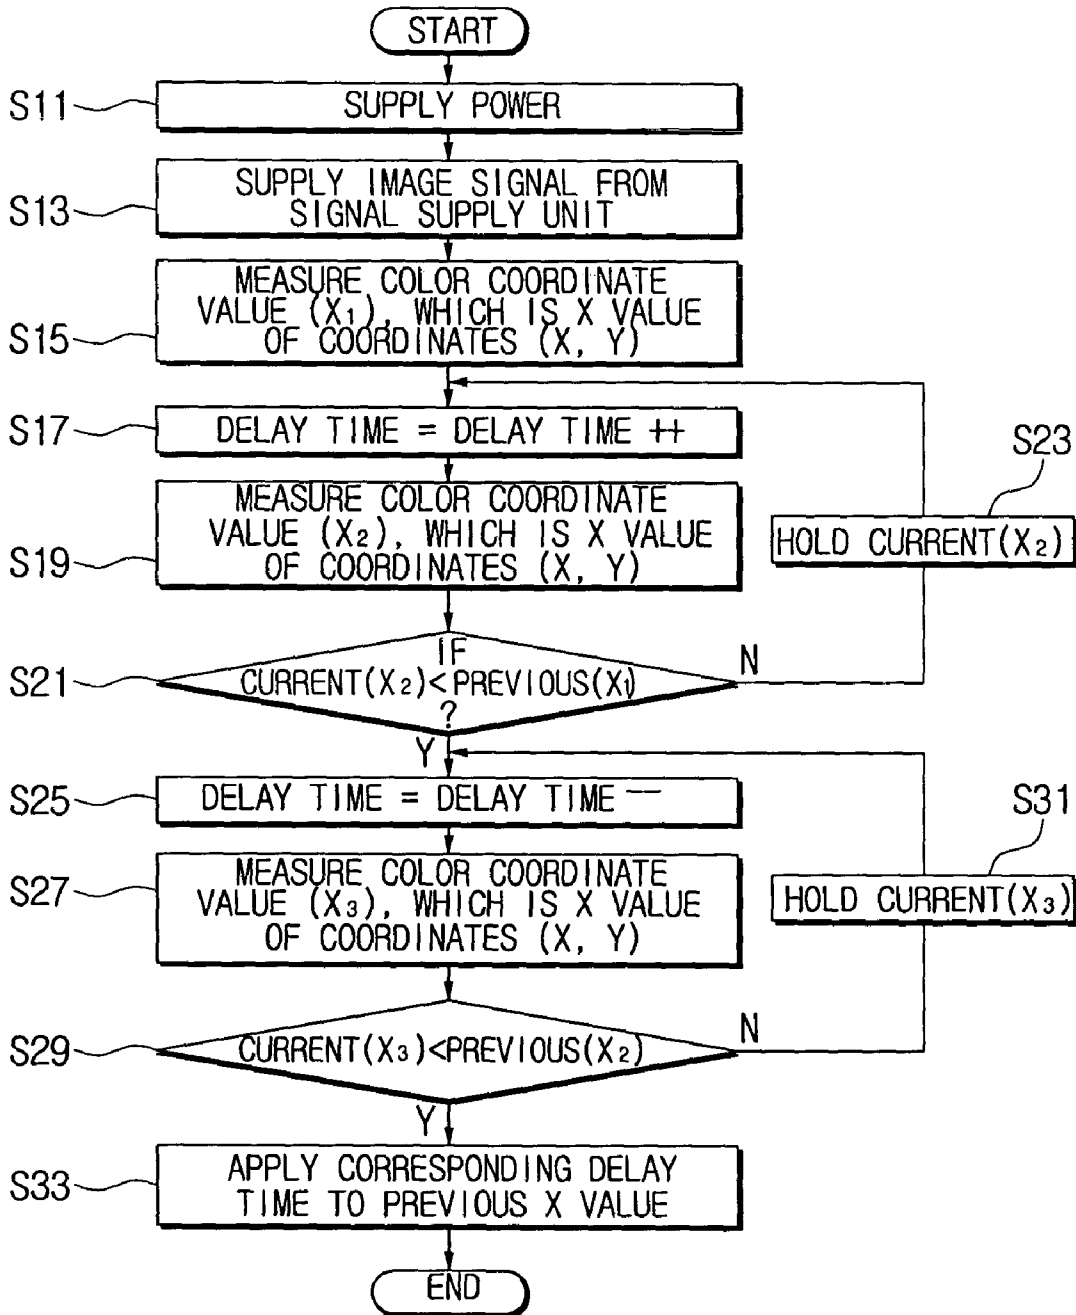 START
S11
SUPPLY POWER
S13
SUPPLY IMAGE SIGNAL FROM
SIGNAL SUPPLY UNIT
S15
MEASURE COLOR COORDINATE
VALUE (X1), WHICH IS X VALUE
OF COORDINATES (X, Y)
S17
DELAY TIME = DELAY TIME ++
S23
HOLD CURRENT(X2)
S19
MEASURE COLOR COORDINATE
VALUE (X2), WHICH IS X VALUE
OF COORDINATES (X, Y)
S21
IF
CURRENT(X2)<PREVIOUS(X1)
?
N
Y
S25
DELAY TIME = DELAY TIME --
S31
HOLD CURRENT(X3)
S27
MEASURE COLOR COORDINATE
VALUE (X3), WHICH IS X VALUE
OF COORDINATES (X, Y)
S29
CURRENT(X3)<PREVIOUS(X2)
N
Y
S33
APPLY CORRESPONDING DELAY
TIME TO PREVIOUS X VALUE
END